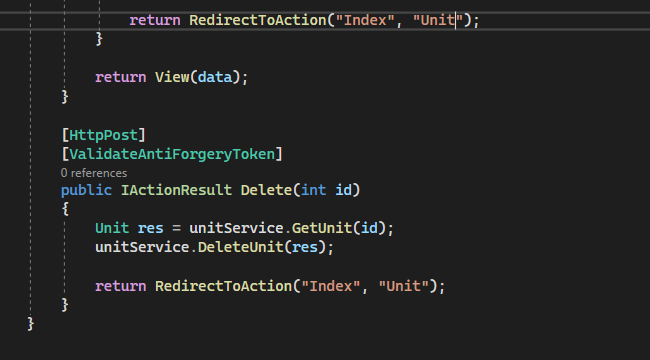 return RedirectToAction("Index", "Unit");
}
return View(data);
}
[HttpPost]
[ValidateAntiForgeryToken]
0 references
public IActionResult Delete(int id)
{
Unit res = unitService.GetUnit(id);
unitService.DeleteUnit(res);
return RedirectToAction("Index", "Unit");
}
}